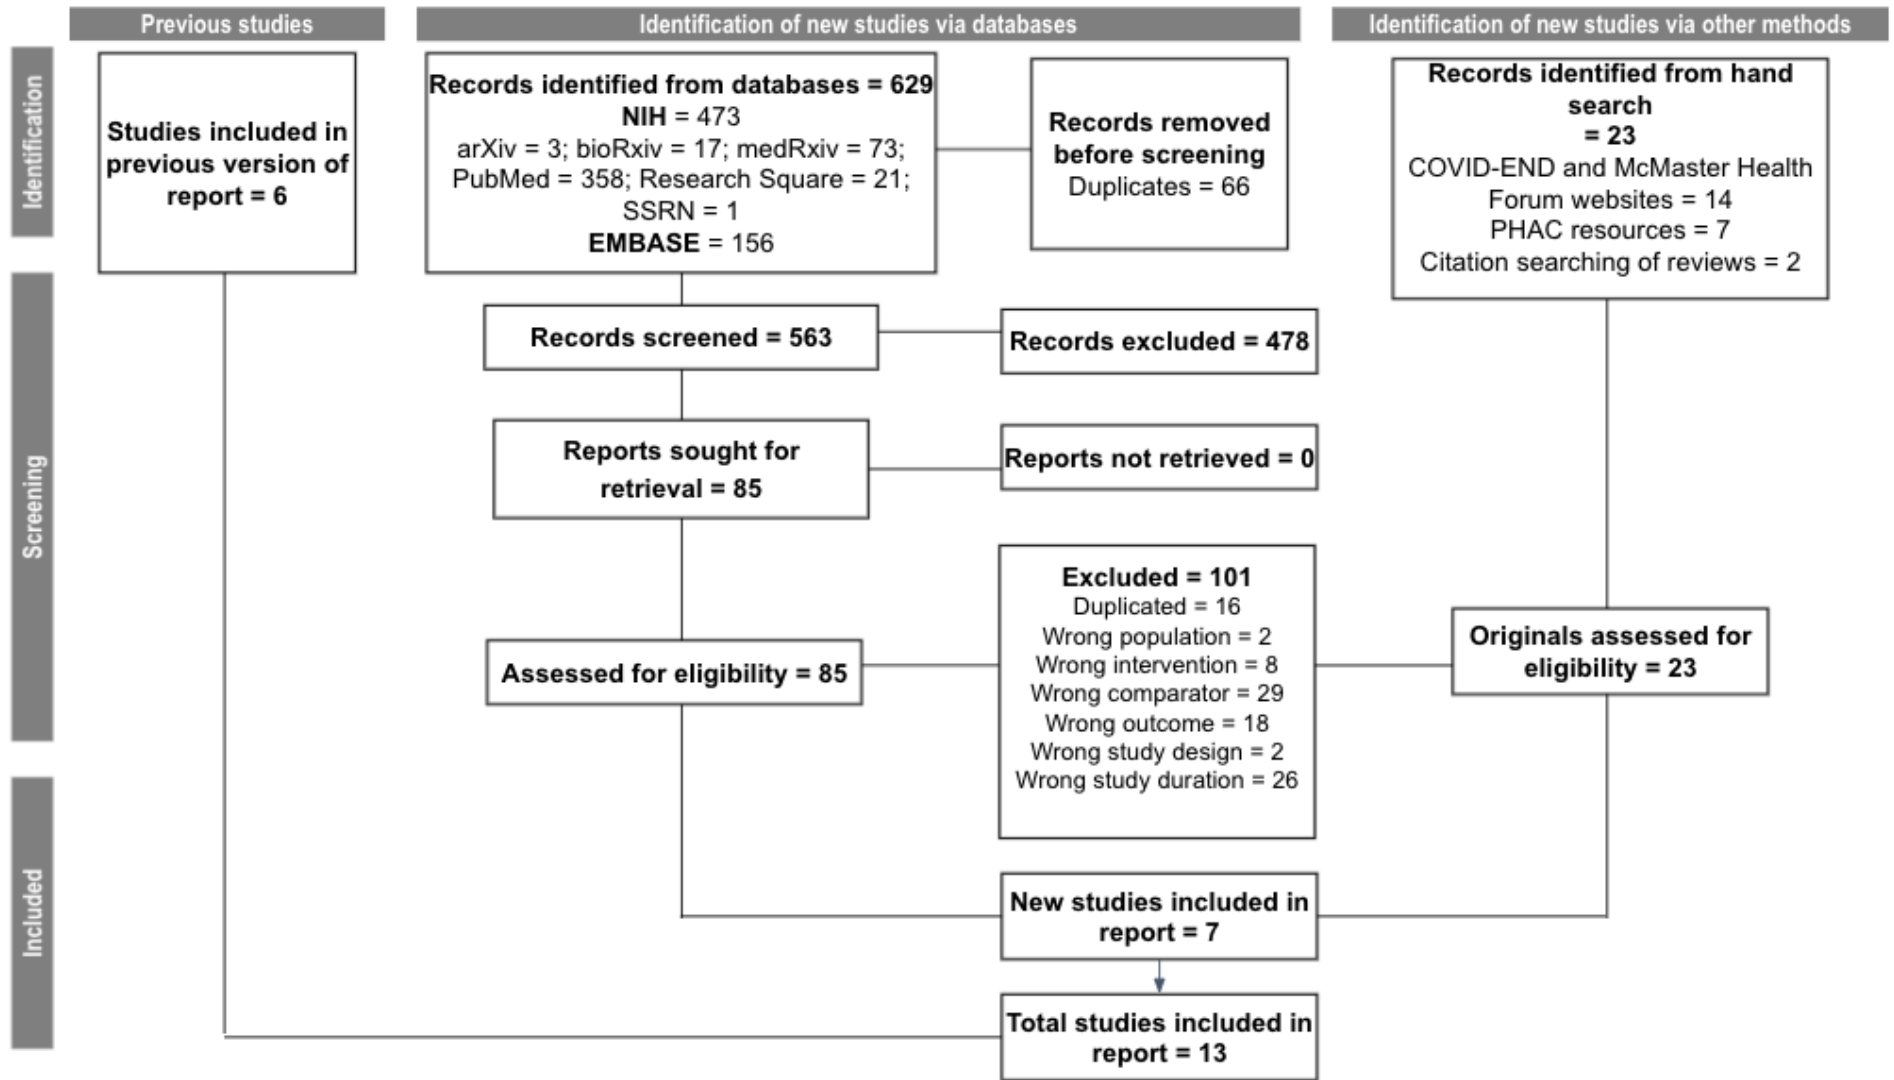 Previous studies
Identification of new studies via databases
Identification of new studies via other methods
Identification
Studies included in
previous version of
report = 6
Records identified from databases = 629
NIH = 473
arXiv = 3; bioRxiv = 17; medRxiv = 73;
PubMed = 358; Research Square = 21;
SSRN = 1
EMBASE = 156
Records removed
before screening
Duplicates = 66
Records identified from hand
search
= 23
COVID-END and McMaster Health
Forum websites = 14
PHAC resources = 7
Citation searching of reviews = 2
Screening
Records screened = 563
Records excluded = 478
Reports sought for
retrieval = 85
Reports not retrieved = 0
Assessed for eligibility = 85
Excluded = 101
Duplicated = 16
Wrong population = 2
Wrong intervention = 8
Wrong comparator = 29
Wrong outcome = 18
Wrong study design = 2
Wrong study duration = 26
Originals assessed for
eligibility = 23
Included
New studies included in
report = 7
Total studies included in
report = 13